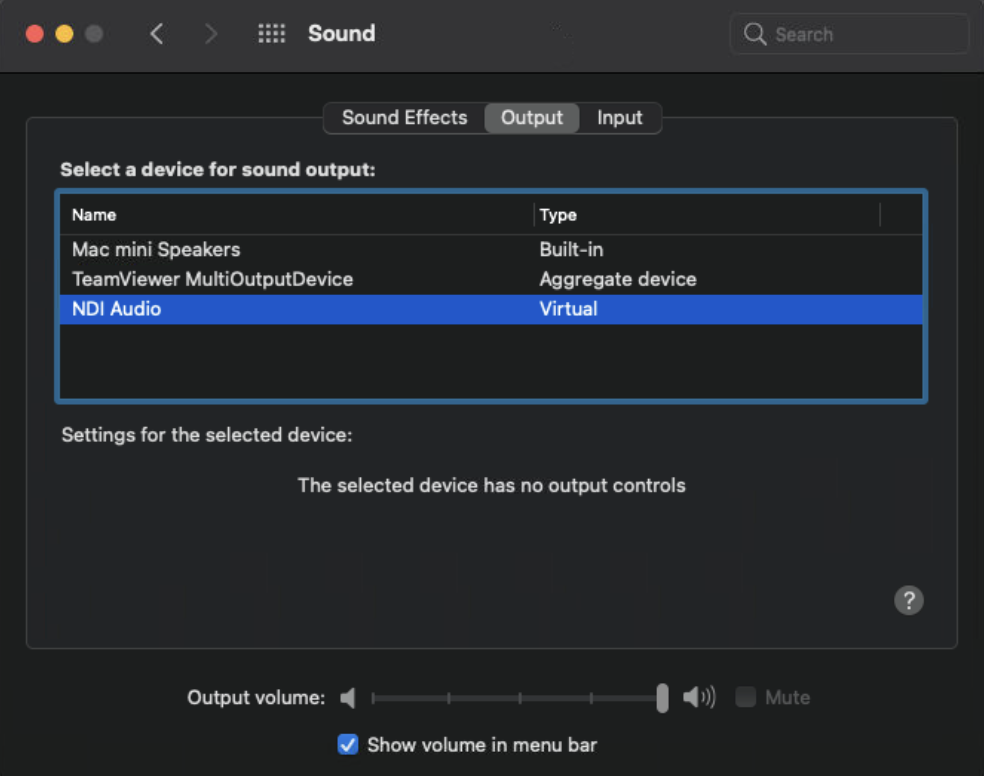 Sound
Search
Sound Effects Output Input
Select a device for sound output:
Name Type
Mac mini Speakers Built-in
TeamViewer MultiOutputDevice Aggregate device
NDI Audio Virtual
Settings for the selected device:
The selected device has no output controls
?
Output volume: Mute
Show volume in menu bar